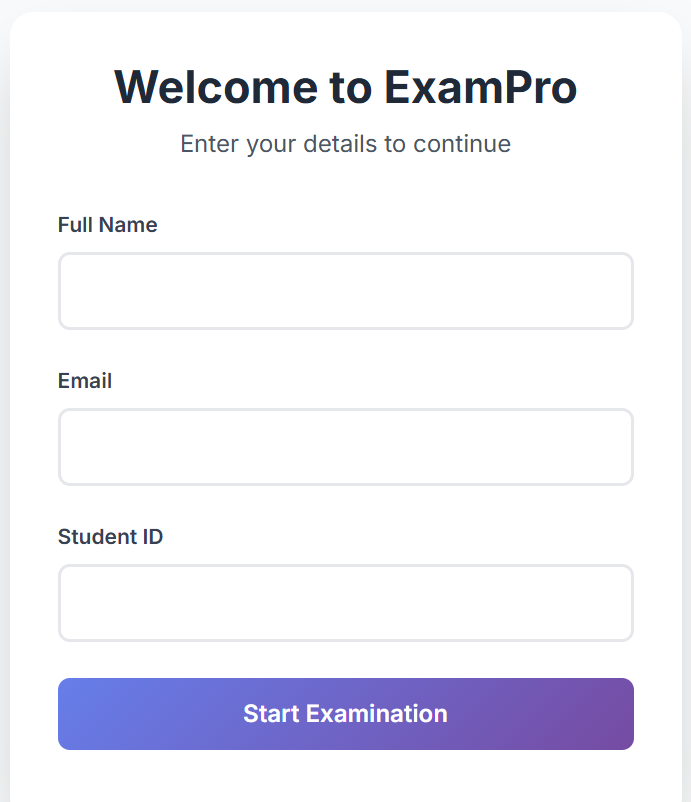 Welcome to ExamPro
Enter your details to continue
Full Name
Email
Student ID
Start Examination